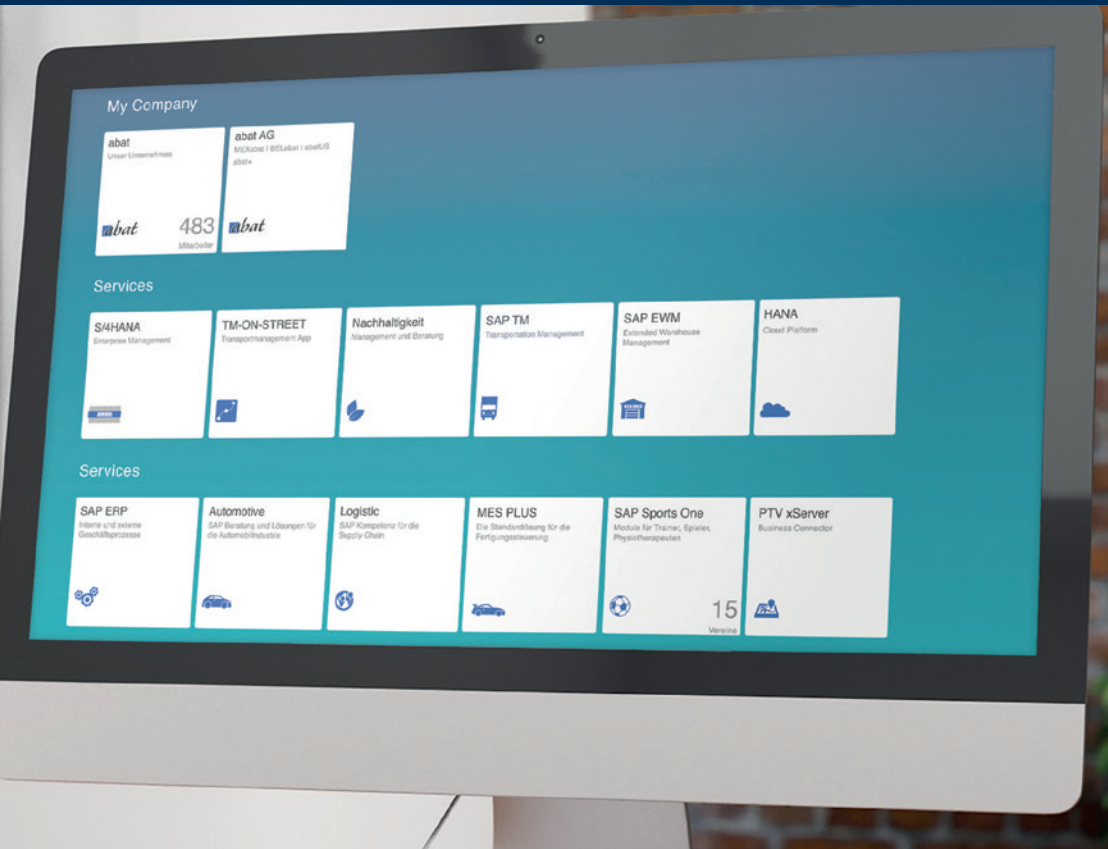 My Company
abat
Unser Unternehmen
abat
483
Mitarbeiter
abat AG
MEXabat I BELabat I abatUS
abat+
abat
Services
S/4HANA
Enterprise Management
TM-ON-STREET
Transportmanagement App
Nachhaltigkeit
Management und Beratung
SAP TM
Transportation Management
SAP EWM
Extended Warehouse
Management
HANA
Cloud Platform
Services
SAP ERP
Interne und externe
Geschäftsprozesse
Automotive
SAP Beratung und Lösungen für
die Automobilindustrie
Logistic
SAP Kompetenz für die
Supply Chain
MES PLUS
Die Standardlösung für die
Fertigungssteuerung
SAP Sports One
Module für Trainer, Spieler,
Physiotherapeuten
15
Vereine
PTV xServer
Business Connector